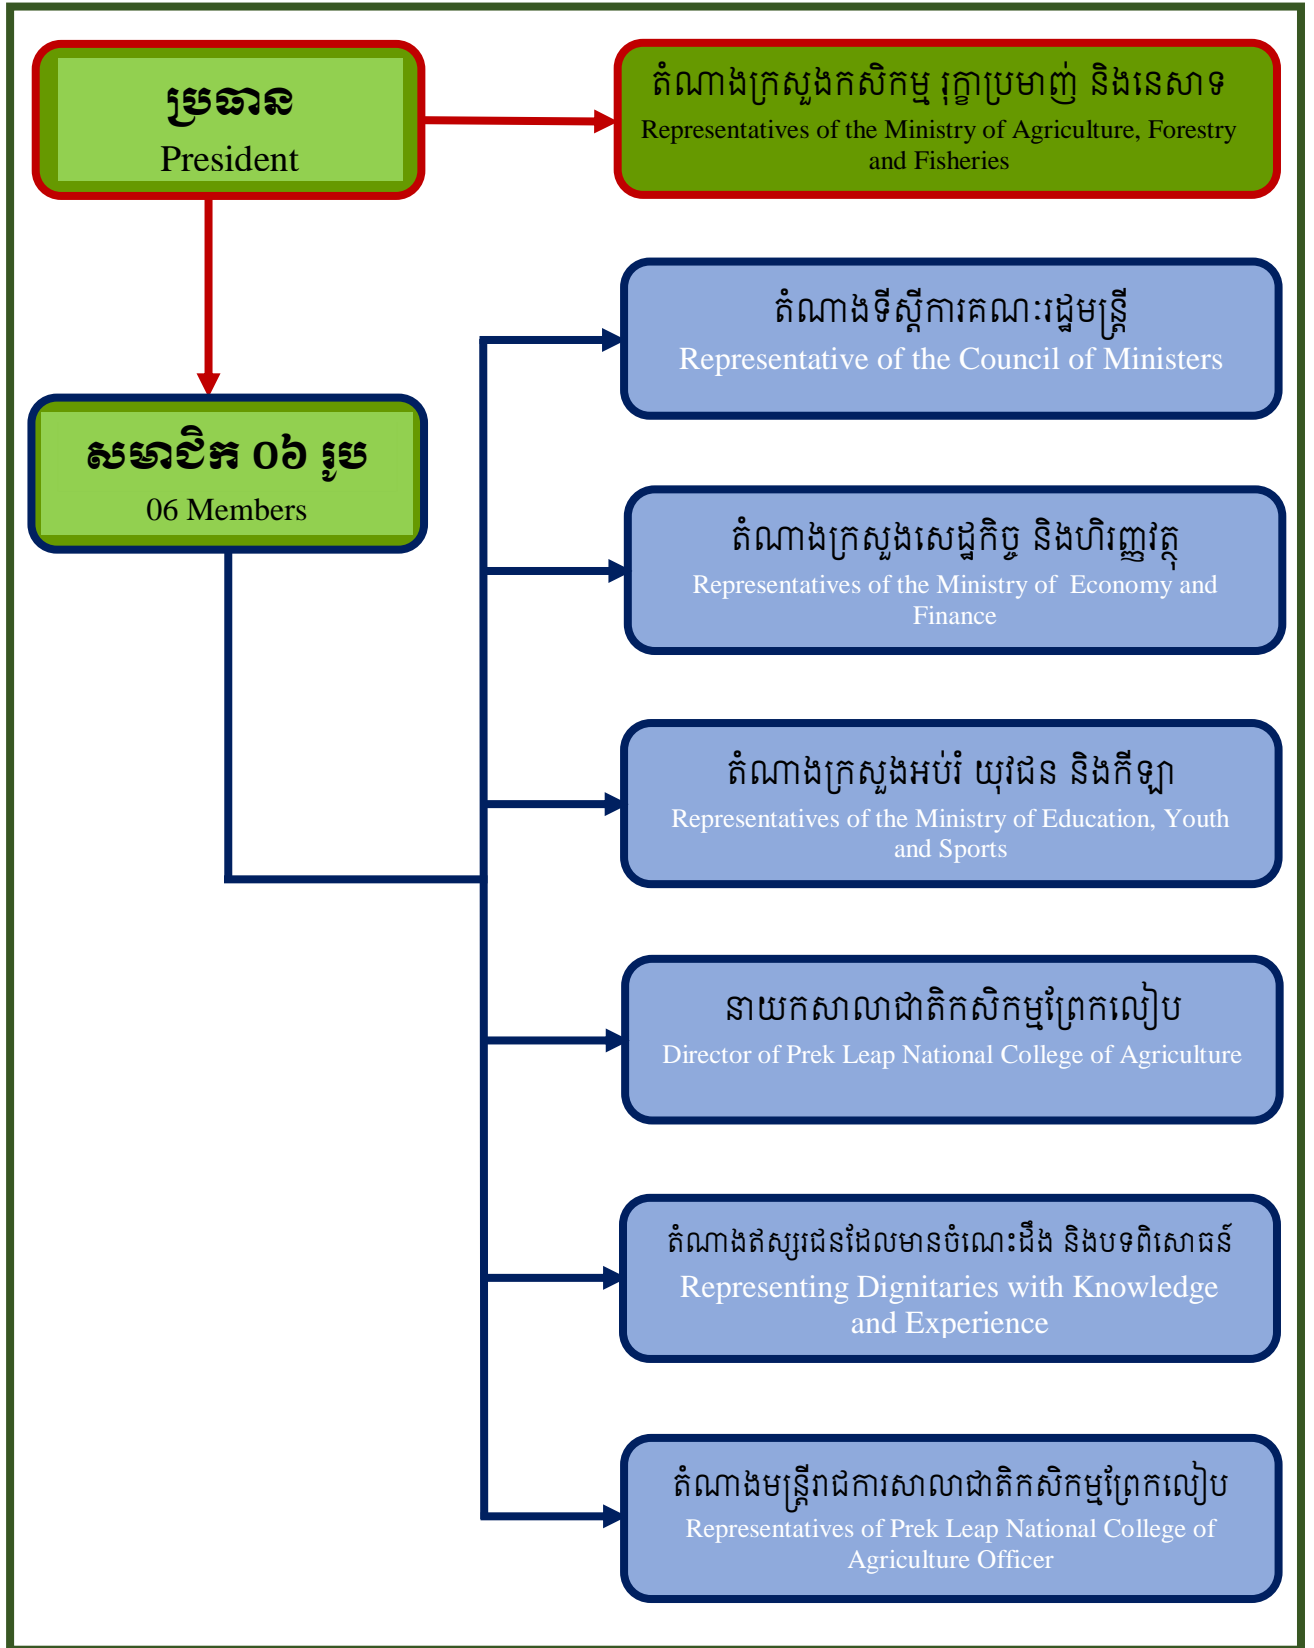 ប្រធាន
President
តំណាងក្រសួងកសិកម្ម រុក្ខាប្រមាញ់ និងនេសាទ
Representatives of the Ministry of Agriculture, Forestry
and Fisheries
តំណាងទីស្ដីការគណៈរដ្ឋមន្ត្រី
Representative of the Council of Ministers
សមាជិក ០៦ រូប
06 Members
តំណាងក្រសួងសេដ្ឋកិច្ច និងហិរញ្ញវត្ថុ
Representatives of the Ministry of  Economy and
Finance
តំណាងក្រសួងអប់រំ យុវជន និងកីឡា
Representatives of the Ministry of Education, Youth
and Sports
នាយកសាលាជាតិកសិកម្មព្រែកលៀប
Director of Prek Leap National College of Agriculture
តំណាងឥស្សរជនដែលមានចំណេះដឹង និងបទពិសោធន៍
Representing Dignitaries with Knowledge
and Experience
តំណាងមន្ត្រីរាជការសាលាជាតិកសិកម្មព្រែកលៀប
Representatives of Prek Leap National College of
Agriculture Officer